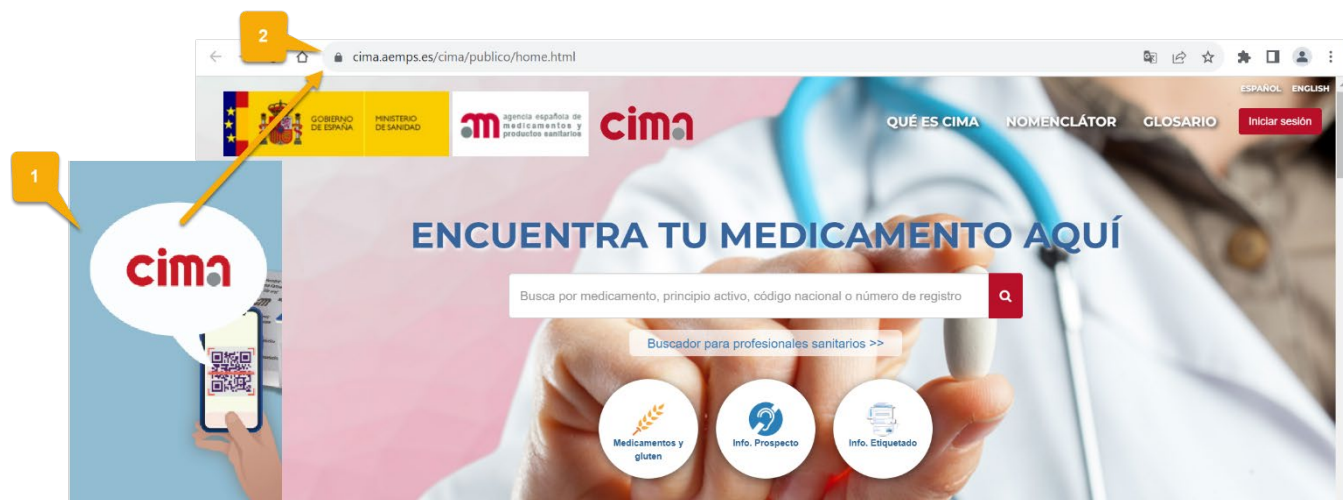 2
cima.aemps.es/cima/publico/home.html
ESPAÑOL ENGLISH
GOBIERNO
DE ESPAÑA
MINISTERIO
DE SANIDAD
agencia española de
medicamentos y
productos sanitarios
cima
QUÉ ES CIMA NOMENCLÁTOR GLOSARIO Iniciar sesión
1
cima
ENCUENTRA TU MEDICAMENTO AQUÍ
Busca por medicamento, principio activo, código nacional o número de registro
Buscador para profesionales sanitarios >>
Medicamentos y
gluten
Info. Prospecto
Info. Etiquetado